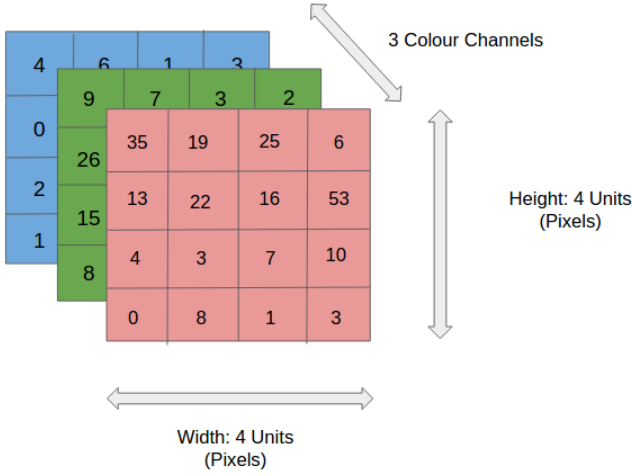 3 Colour Channels
4 6 1 3
0
2
1
9 7 3 2
26
15
8
35 19 25 6
13 22 16 53
4 3 7 10
0 8 1 3
Height: 4 Units
(Pixels)
Width: 4 Units
(Pixels)